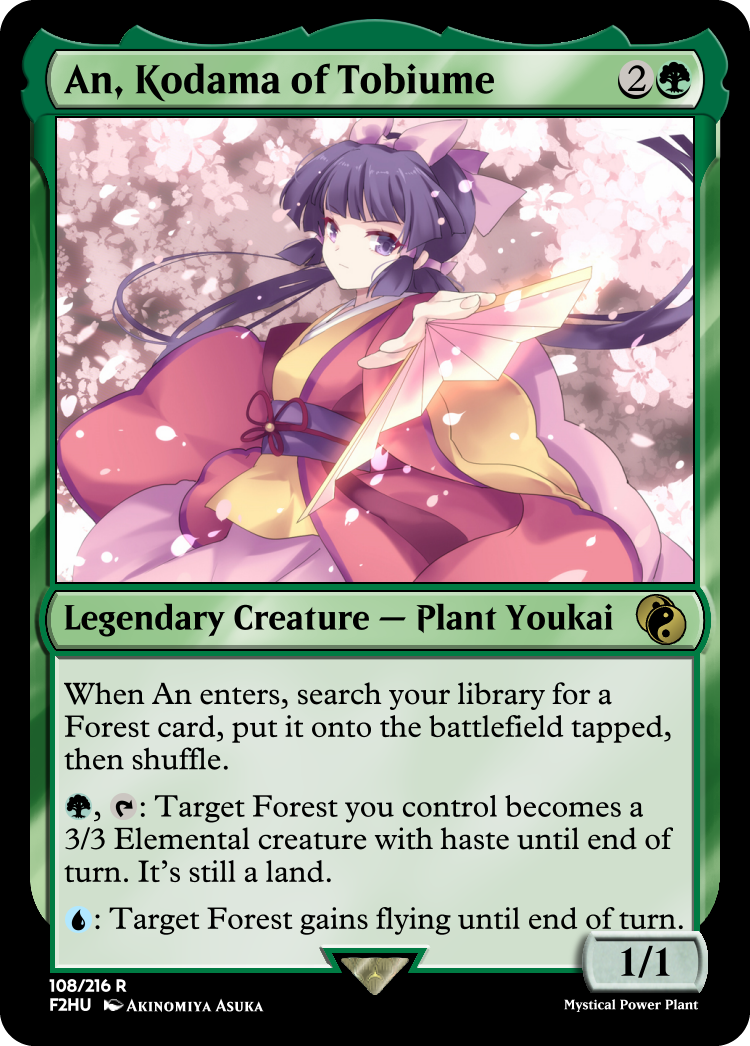 An, Kodama of Tobiume 2
Legendary Creature — Plant Youkai
When An enters, search your library for a
Forest card, put it onto the battlefield tapped,
then shuffle.
, : Target Forest you control becomes a
3/3 Elemental creature with haste until end of
turn. It's still a land.
: Target Forest gains flying until end of turn.
1/1
108/216 R
F2HU Akinomiya Asuka
Mystical Power Plant